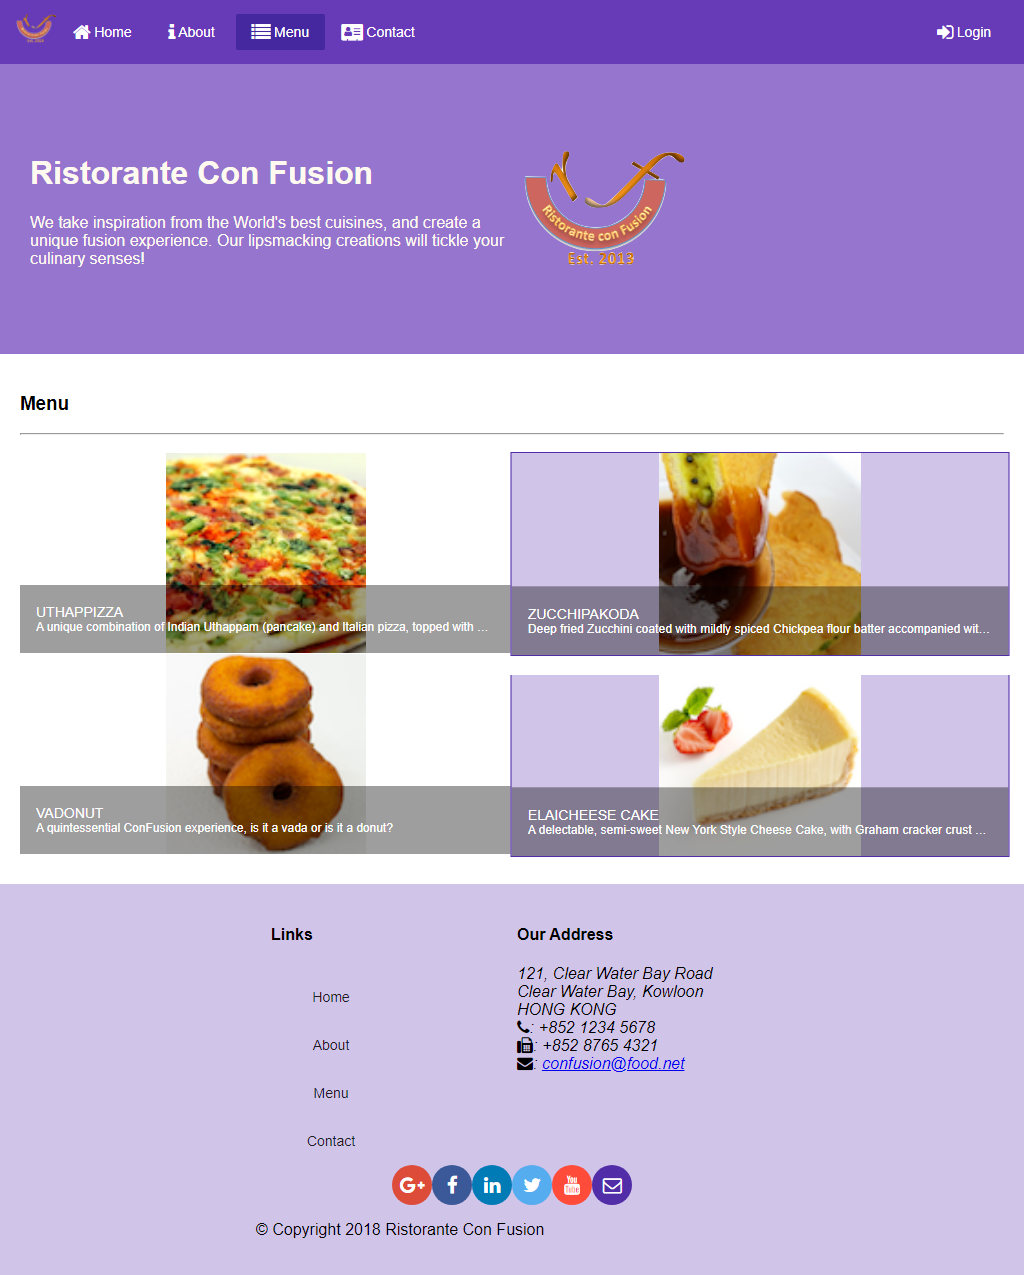 Est. 2013
Home
About
Menu
Contact
Login
Ristorante Con Fusion
We take inspiration from the World's best cuisines, and create a
unique fusion experience. Our lipsmacking creations will tickle your
culinary senses!
Ristorante con Fusion
Est. 2013
Menu
UTHAPPIZZA
A unique combination of Indian Uthappam (pancake) and Italian pizza, topped with ...
ZUCCHIPAKODA
Deep fried Zucchini coated with mildly spiced Chickpea flour batter accompanied wit...
VADONUT
A quintessential ConFusion experience, is it a vada or is it a donut?
ELAICHEESE CAKE
A delectable, semi-sweet New York Style Cheese Cake, with Graham cracker crust ...
Links
Home
About
Menu
Contact
Our Address
121, Clear Water Bay Road
Clear Water Bay, Kowloon
HONG KONG
: +852 1234 5678
: +852 8765 4321
: confusion@food.net
G+
f
in
You
Tube
© Copyright 2018 Ristorante Con Fusion